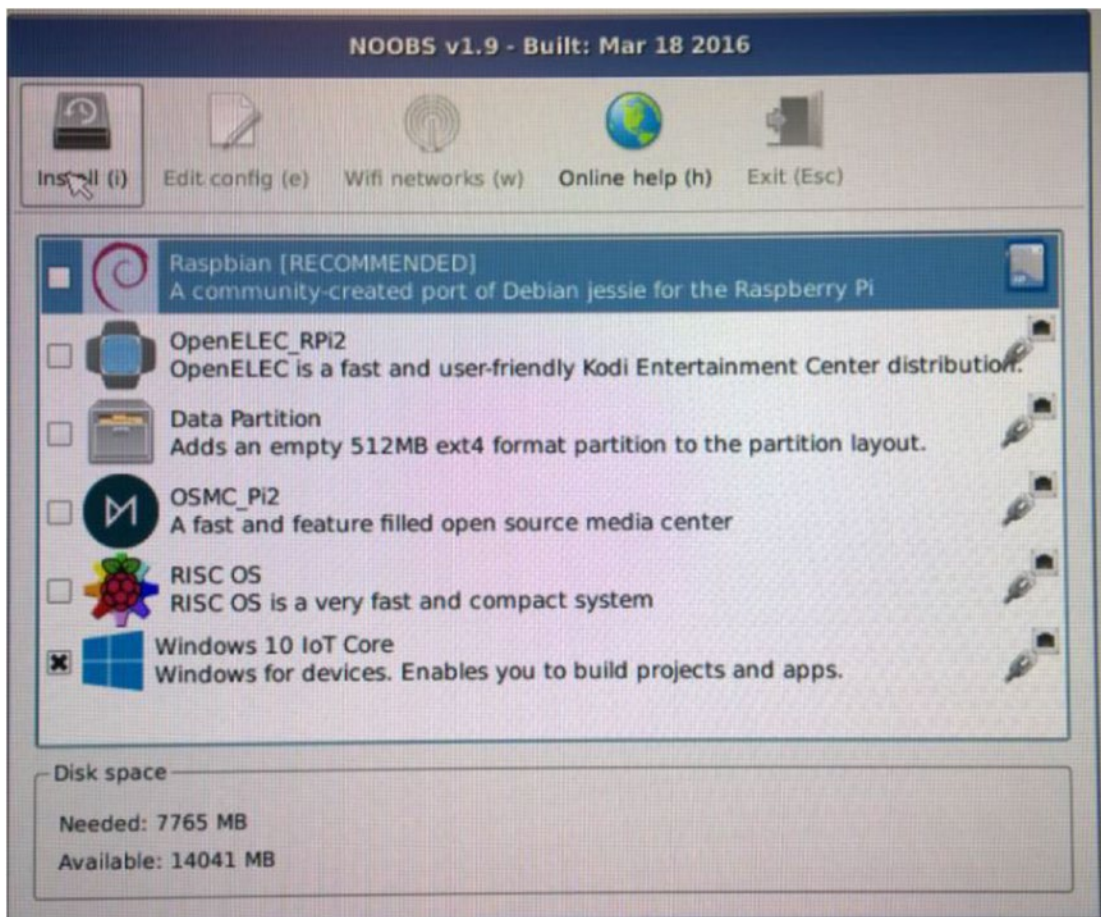 NOOBS v1.9 - Built: Mar 18 2016
Install (i) Edit config (e) Wifi networks (w) Online help (h) Exit (Esc)
Raspbian [RECOMMENDED]
A community-created port of Debian jessie for the Raspberry Pi
OpenELEC_RPi2
OpenELEC is a fast and user-friendly Kodi Entertainment Center distribution.
Data Partition
Adds an empty 512MB ext4 format partition to the partition layout.
OSMC_Pi2
A fast and feature filled open source media center
RISC OS
RISC OS is a very fast and compact system
Windows 10 IoT Core
Windows for devices. Enables you to build projects and apps.
Disk space
Needed: 7765 MB
Available: 14041 MB